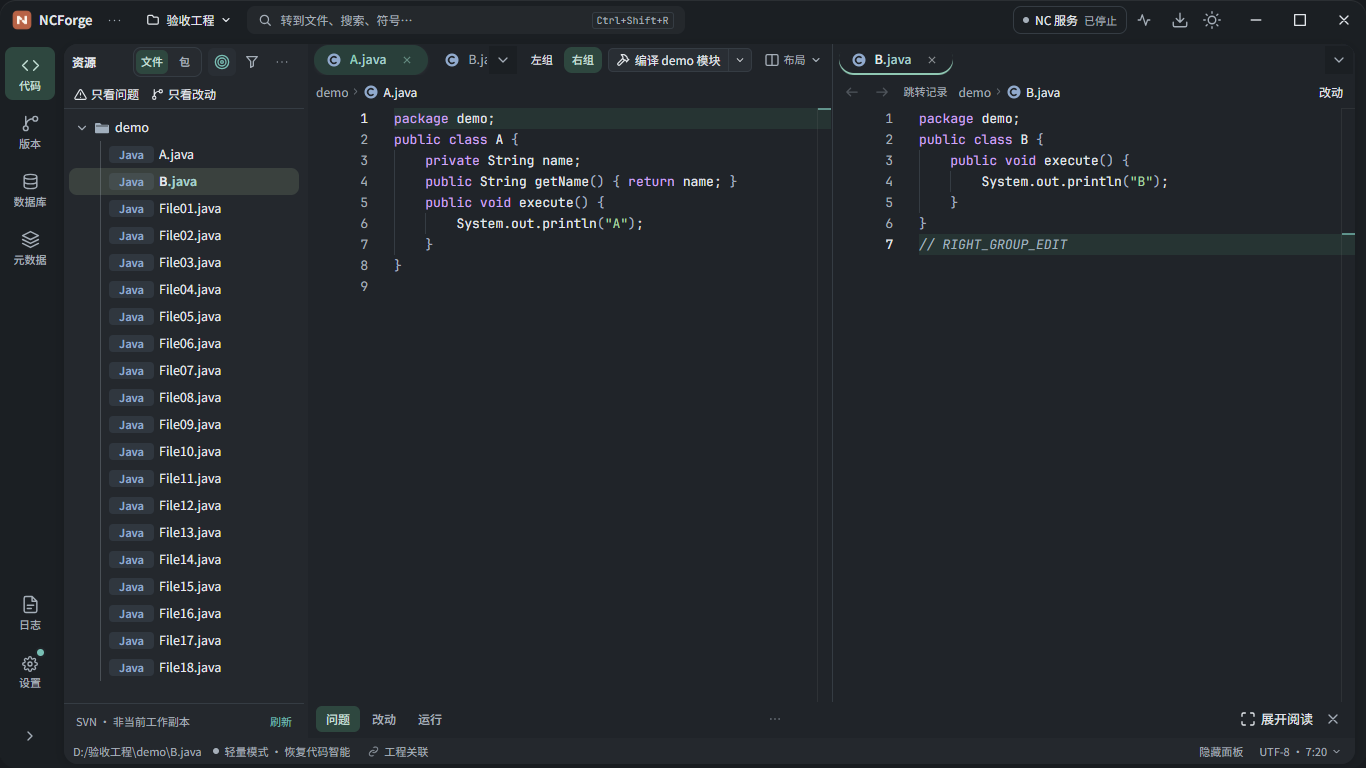 NCForge ··· 验收工程 转到文件、搜索、符号… Ctrl+Shift+R NC 服务 已停止
代码
版本
数据库
元数据
日志
设置
资源 文件 包 ···
只看问题 只看改动
demo
Java A.java
Java B.java
Java File01.java
Java File02.java
Java File03.java
Java File04.java
Java File05.java
Java File06.java
Java File07.java
Java File08.java
Java File09.java
Java File10.java
Java File11.java
Java File12.java
Java File13.java
Java File14.java
Java File15.java
Java File16.java
Java File17.java
Java File18.java
SVN · 非当前工作副本 刷新
A.java × B.ja 左组 右组 编译 demo 模块 布局
demo › A.java
1 package demo;
2 public class A {
3 private String name;
4 public String getName() { return name; }
5 public void execute() {
6 System.out.println("A");
7 }
8 }
9
B.java ×
← → 跳转记录 demo › B.java 改动
1 package demo;
2 public class B {
3 public void execute() {
4 System.out.println("B");
5 }
6 }
7 // RIGHT_GROUP_EDIT
问题 改动 运行 ··· 展开阅读 ×
D:/验收工程\demo\B.java 轻量模式 · 恢复代码智能 工程关联 隐藏面板 UTF-8 · 7:20